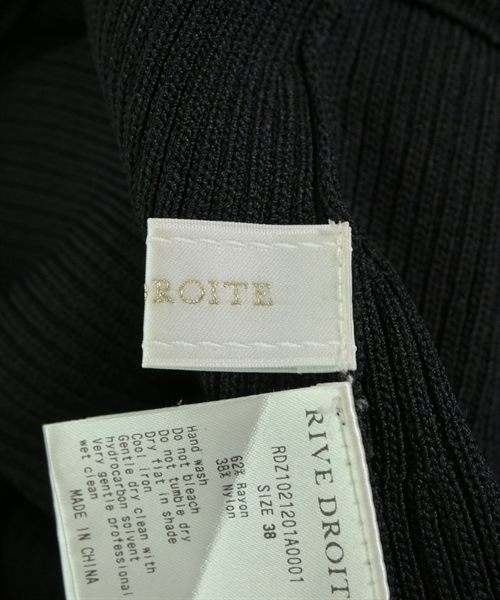 DROITE
RIVE DROIT
RDZ1021201A0001
SIZE 38
62% Rayon
38% Nylon
Hand wash
Do not bleach
Do not tumble dry
Dry flat in shade
Cool iron
Gentle dry clean with
hydrocarbon solvent
Very gentle professional
wet clean
MADE IN CHINA